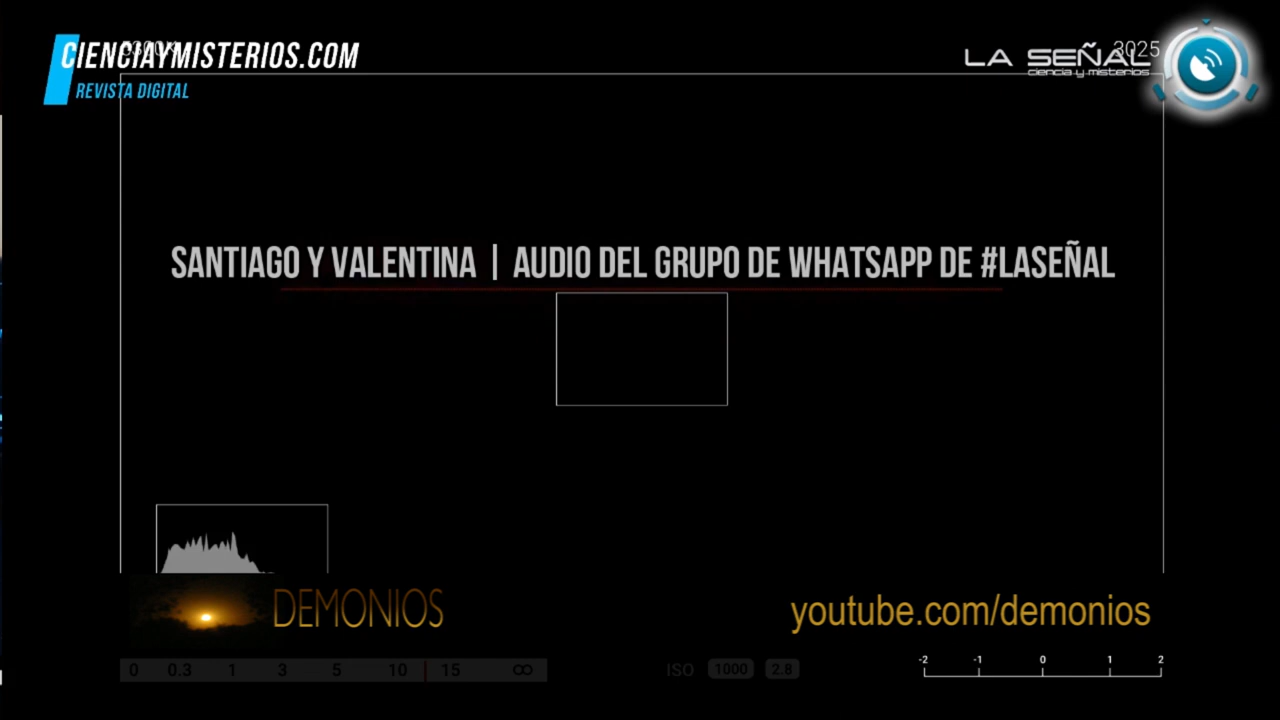 CIENCIAYMISTERIOS.COM
REVISTA DIGITAL
LA SEÑAL
3025
ciencia y misterios
SANTIAGO Y VALENTINA | AUDIO DEL GRUPO DE WHATSAPP DE #LASEÑAL
DEMONIOS
youtube.com/demonios
0 0.3 1 3 5 10 15 ∞
ISO 1000 2.8
-2 -1 0 1 2